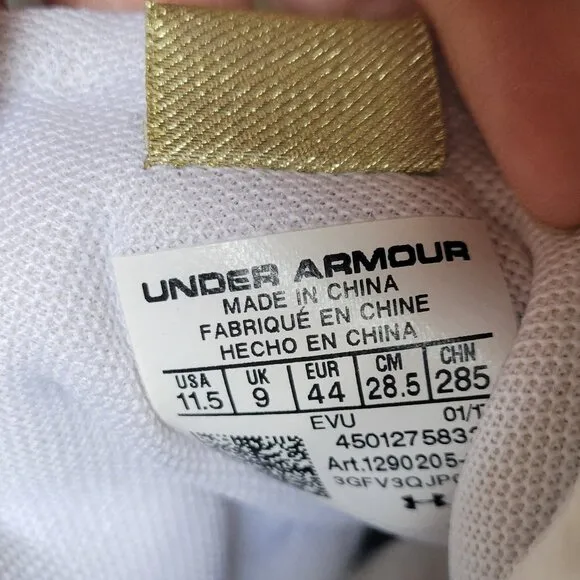 UNDER ARMOUR
MADE IN CHINA
FABRIQUÉ EN CHINE
HECHO EN CHINA
USA UK EUR CM CHN
11.5 9 44 28.5 285
EVU 01/1
450127583
Art.1290205-
3GFV3QJP